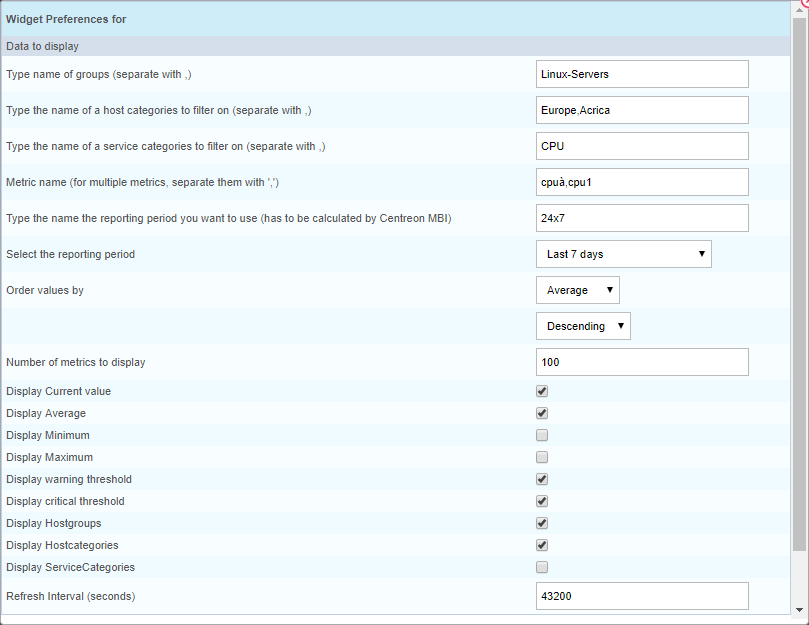 Widget Preferences for
Data to display
Type name of groups (separate with ,) Linux-Servers
Type the name of a host categories to filter on (separate with ,) Europe,Acrica
Type the name of a service categories to filter on (separate with ,) CPU
Metric name (for multiple metrics, separate them with ',') cpuà,cpu1
Type the name the reporting period you want to use (has to be calculated by Centreon MBI) 24x7
Select the reporting period Last 7 days
Order values by Average
Descending
Number of metrics to display 100
Display Current value
Display Average
Display Minimum
Display Maximum
Display warning threshold
Display critical threshold
Display Hostgroups
Display Hostcategories
Display ServiceCategories
Refresh Interval (seconds) 43200